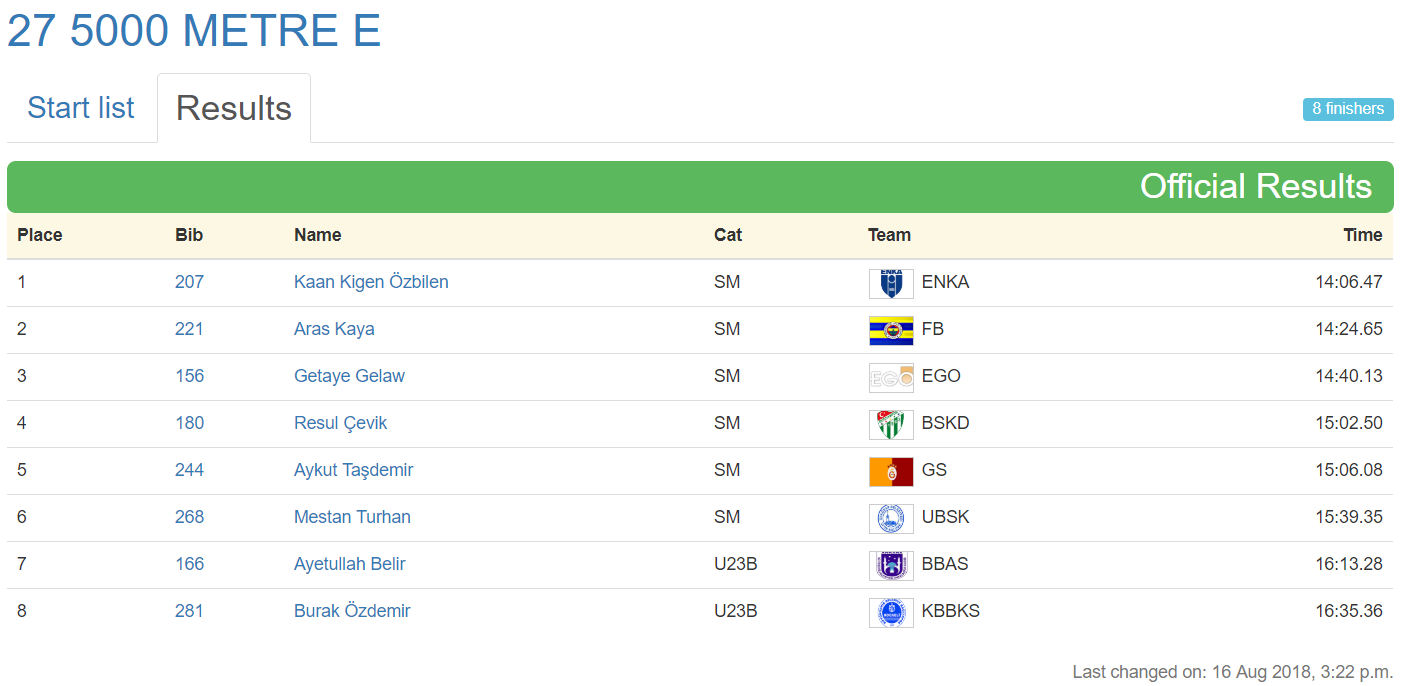 27 5000 METRE E
Start list Results 8 finishers
Official Results
Place Bib Name Cat Team Time
1 207 Kaan Kigen Özbilen SM ENKA ENKA 14:06.47
2 221 Aras Kaya SM FB 14:24.65
3 156 Getaye Gelaw SM EGO EGO 14:40.13
4 180 Resul Çevik SM BSKD 15:02.50
5 244 Aykut Taşdemir SM GS 15:06.08
6 268 Mestan Turhan SM UBSK 15:39.35
7 166 Ayetullah Belir U23B BBAS 16:13.28
8 281 Burak Özdemir U23B KBBKS 16:35.36
Last changed on: 16 Aug 2018, 3:22 p.m.